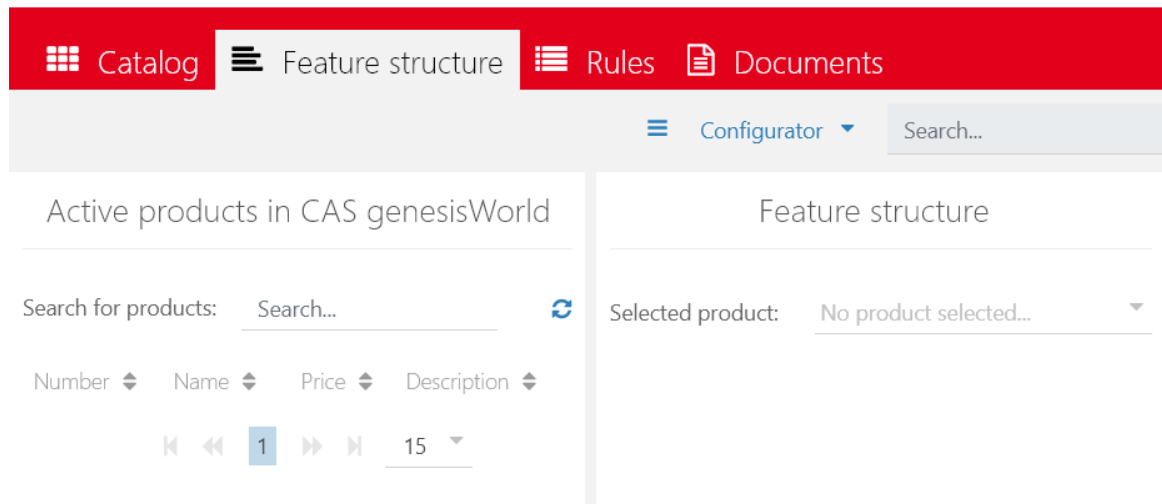 Catalog Feature structure Rules Documents
Configurator Search...
Active products in CAS genesisWorld
Search for products: Search...
Number Name Price Description
1 15
Feature structure
Selected product: No product selected...